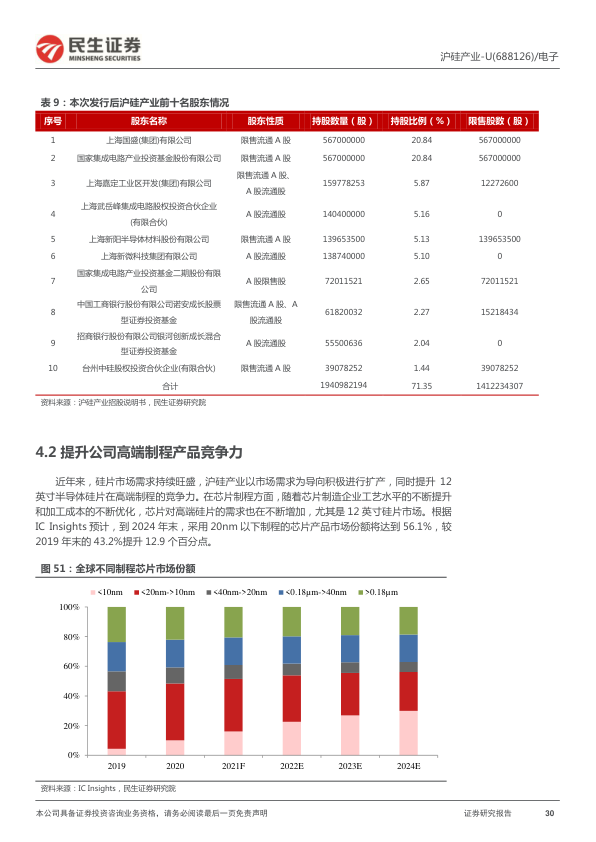 民生证券
MINSHENG SECURITIES
沪硅产业-U(688126)/电子
表 9：本次发行后沪硅产业前十名股东情况
序号 股东名称 股东性质 持股数量（股） 持股比例（%） 限售股数（股）
1 上海国盛(集团)有限公司 限售流通 A 股 567000000 20.84 567000000
2 国家集成电路产业投资基金股份有限公司 限售流通 A 股 567000000 20.84 567000000
3 上海嘉定工业区开发(集团)有限公司 限售流通 A 股、A 股流通股 159778253 5.87 12272600
4 上海武岳峰集成电路股权投资合伙企业(有限合伙) A 股流通股 140400000 5.16 0
5 上海新阳半导体材料股份有限公司 限售流通 A 股 139653500 5.13 139653500
6 上海新微科技集团有限公司 A 股流通股 138740000 5.10 0
7 国家集成电路产业投资基金二期股份有限公司 A 股限售股 72011521 2.65 72011521
8 中国工商银行股份有限公司诺安成长股票型证券投资基金 限售流通 A 股、A 股流通股 61820032 2.27 15218434
9 招商银行股份有限公司银河创新成长混合型证券投资基金 A 股流通股 55500636 2.04 0
10 台州中硅股权投资合伙企业(有限合伙) 限售流通 A 股 39078252 1.44 39078252
合计 1940982194 71.35 1412234307
资料来源：沪硅产业招股说明书，民生证券研究院
4.2 提升公司高端制程产品竞争力
近年来，硅片市场需求持续旺盛，沪硅产业以市场需求为导向积极进行扩产，同时提升 12
英寸半导体硅片在高端制程的竞争力。在芯片制程方面，随着芯片制造企业工艺水平的不断提升
和加工成本的不断优化，芯片对高端硅片的需求也在不断增加，尤其是 12 英寸硅片市场。根据
IC Insights 预计，到 2024 年末，采用 20nm 以下制程的芯片产品市场份额将达到 56.1%，较
2019 年末的 43.2%提升 12.9 个百分点。
图 51：全球不同制程芯片市场份额
<10nm <20nm->10nm <40nm->20nm <0.18μm->40nm >0.18μm
100%
80%
60%
40%
20%
0%
2019 2020 2021F 2022E 2023E 2024E
资料来源：IC Insights，民生证券研究院
本公司具备证券投资咨询业务资格，请务必阅读最后一页免责声明 证券研究报告 30